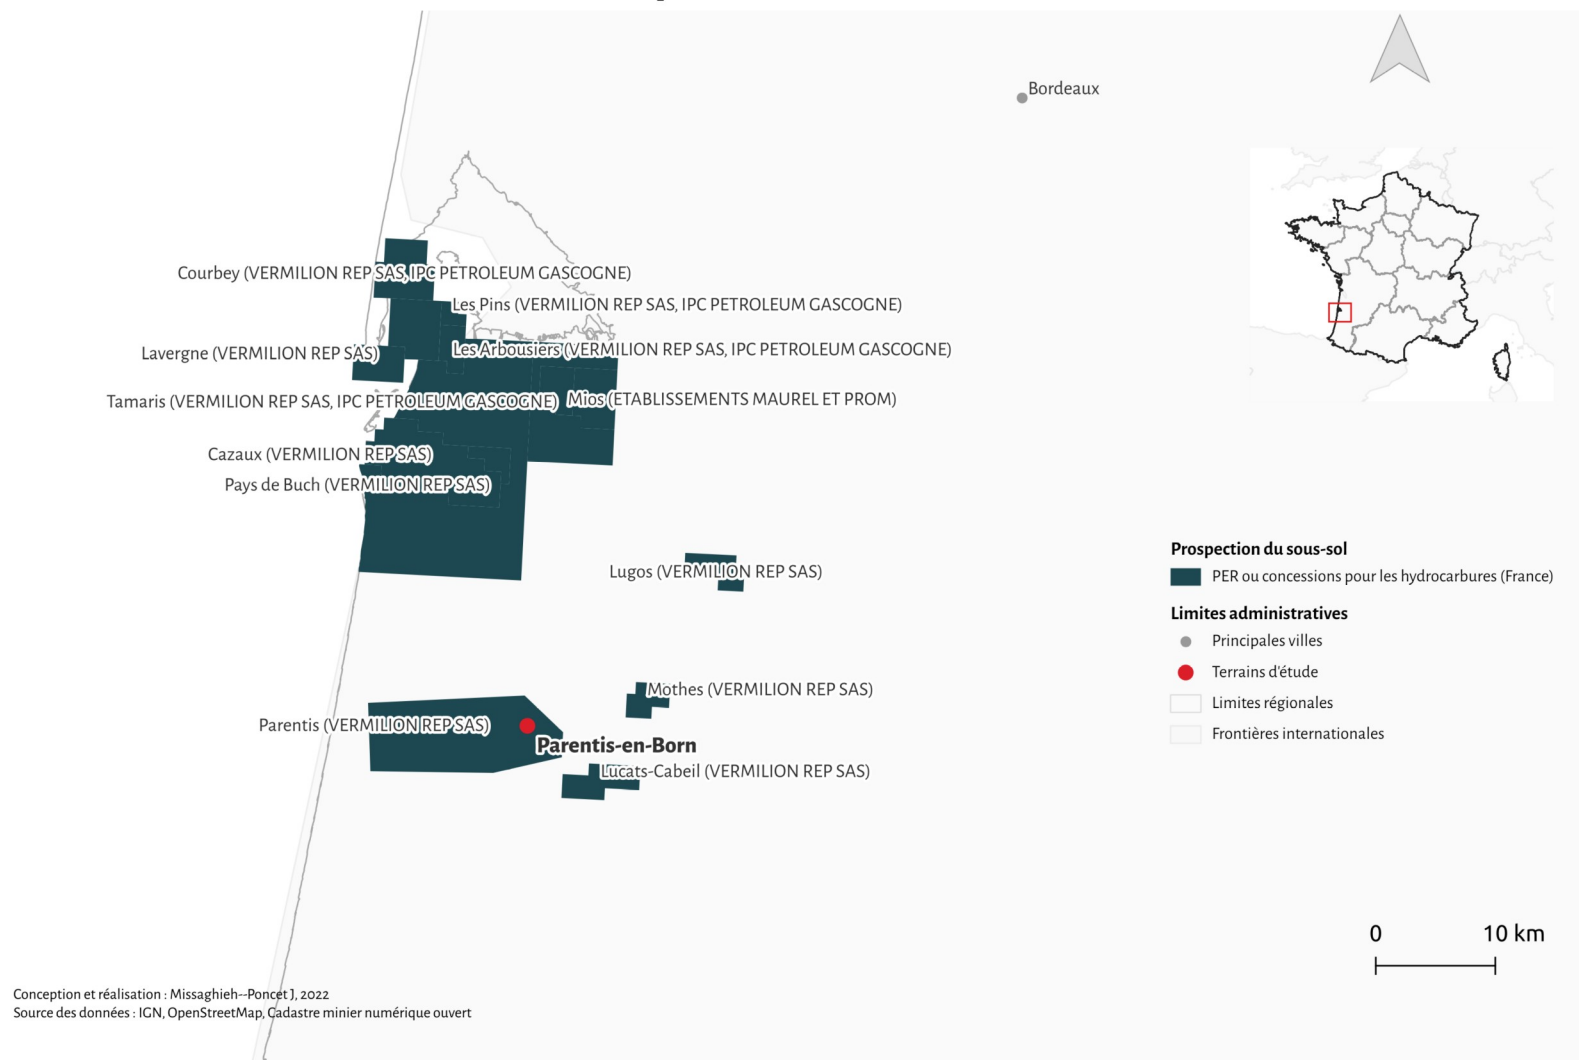 Bordeaux
Courbey (VERMILION REP SAS, IPC PETROLEUM GASCOGNE)
Les Pins (VERMILION REP SAS, IPC PETROLEUM GASCOGNE)
Lavergne (VERMILION REP SAS)
Les Arbousiers (VERMILION REP SAS, IPC PETROLEUM GASCOGNE)
Tamaris (VERMILION REP SAS, IPC PETROLEUM GASCOGNE)
Mios (ETABLISSEMENTS MAUREL ET PROM)
Cazaux (VERMILION REP SAS)
Pays de Buch (VERMILION REP SAS)
Lugos (VERMILION REP SAS)
Mothes (VERMILION REP SAS)
Parentis (VERMILION REP SAS)
Parentis-en-Born
Lucats-Cabeil (VERMILION REP SAS)
Prospection du sous-sol
PER ou concessions pour les hydrocarbures (France)
Limites administratives
Principales villes
Terrains d'étude
Limites régionales
Frontières internationales
0 10 km
Conception et réalisation : Missaghieh--Poncet J, 2022
Source des données : IGN, OpenStreetMap, Cadastre minier numérique ouvert